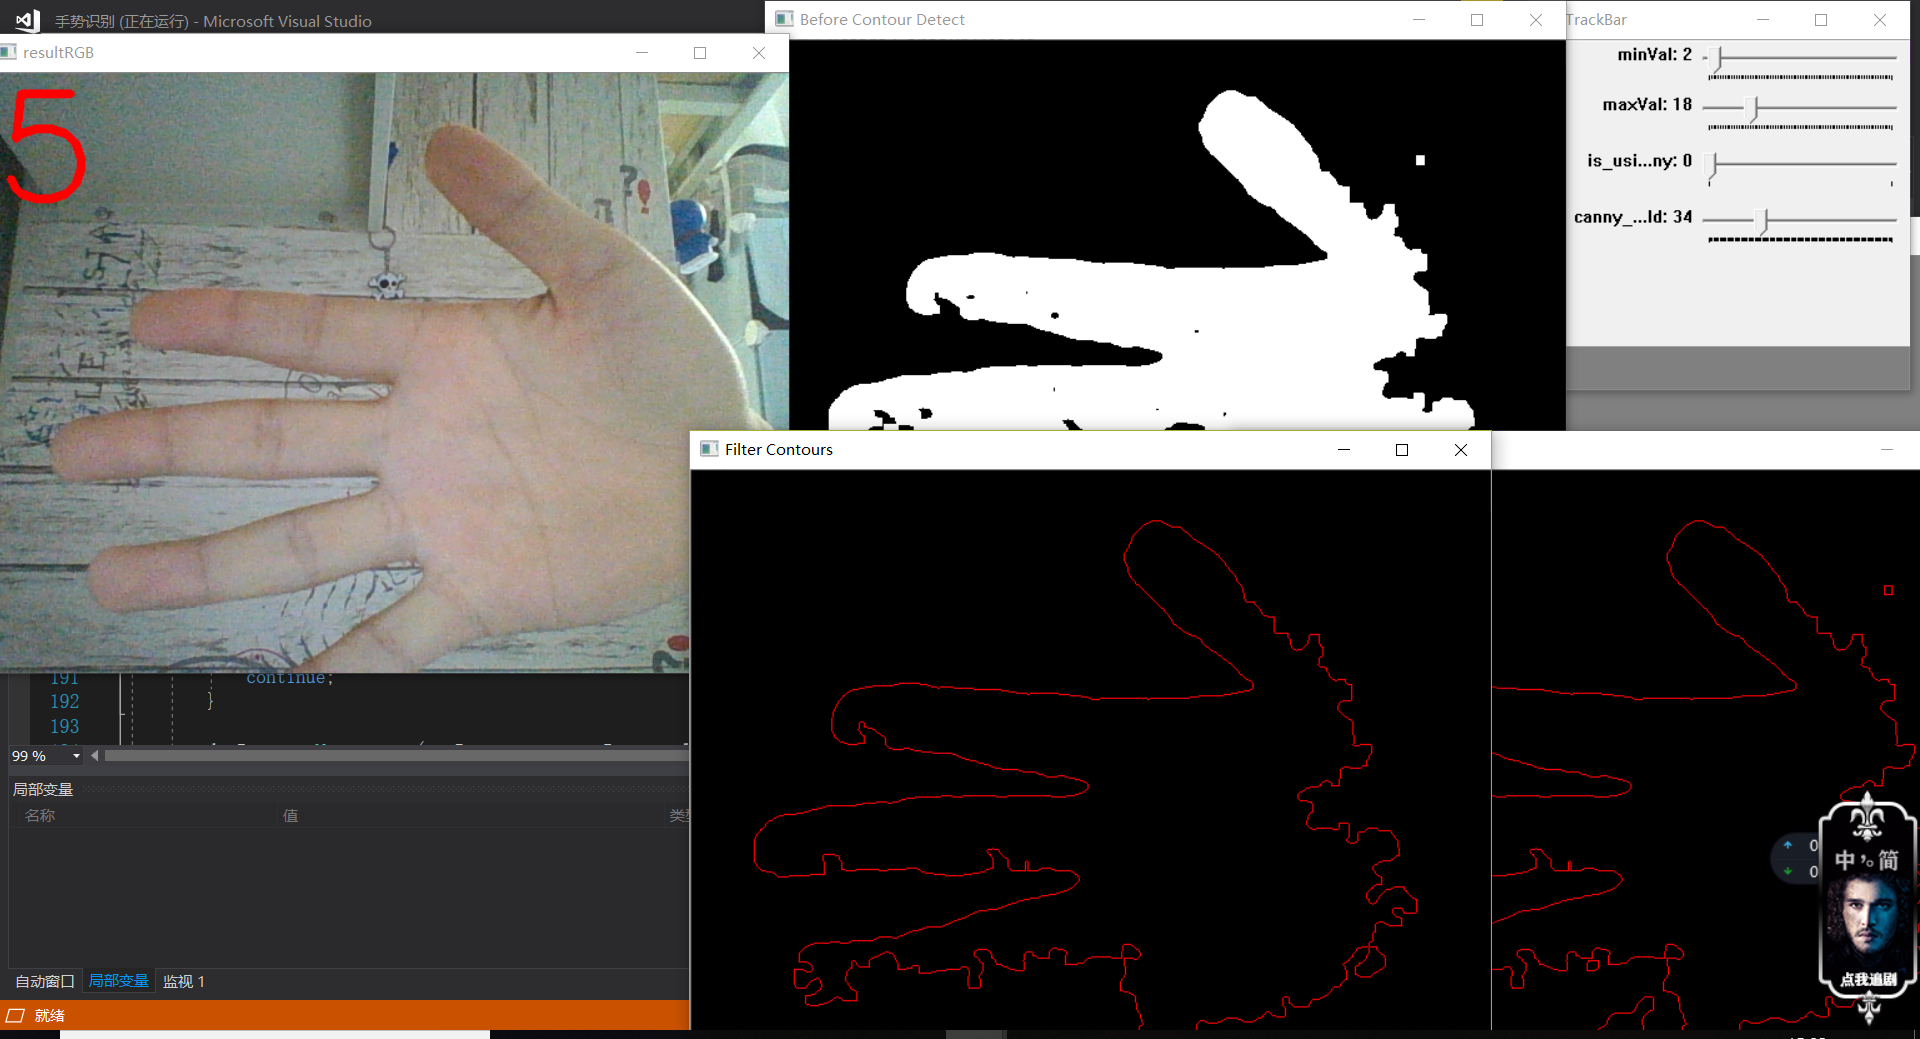 手势识别 (正在运行) - Microsoft Visual Studio
resultRGB
5
Before Contour Detect
TrackBar
minVal: 2
maxVal: 18
is_usi...ny: 0
canny_...ld: 34
Filter Contours
191
continue;
192
}
193
99 %
局部变量
名称
值
自动窗口
局部变量
监视 1
就绪
0
0
中 简
点我追剧